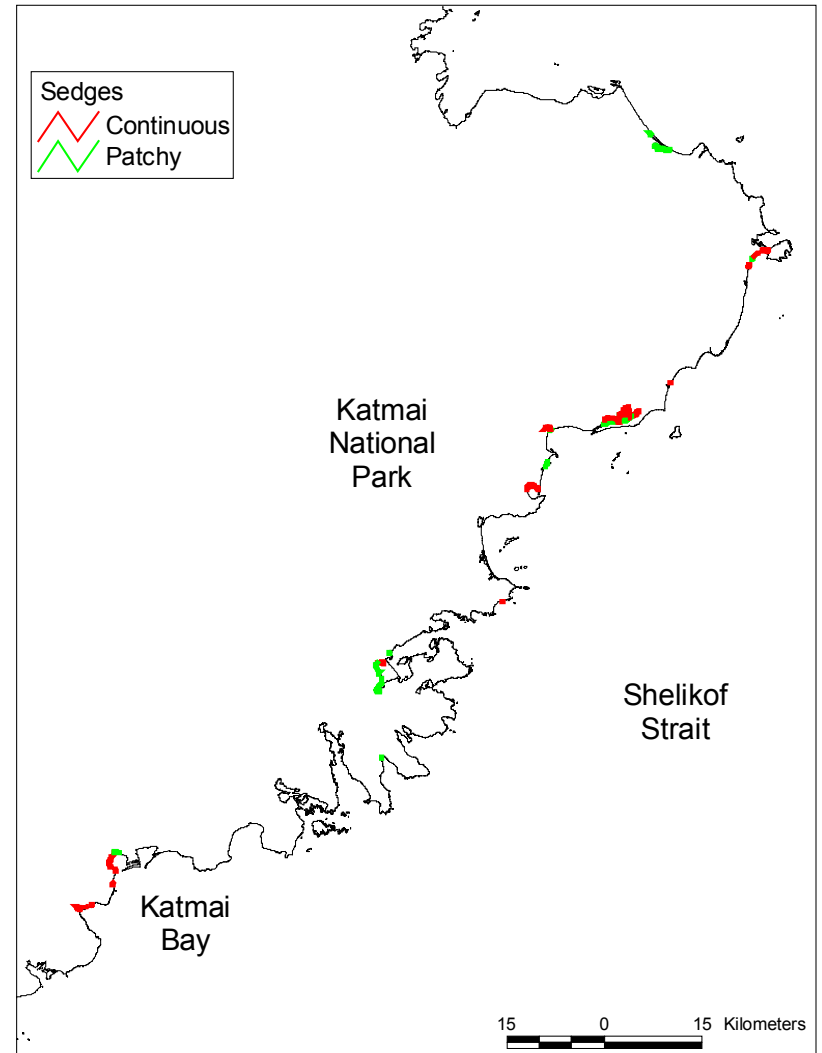 Sedges
Continuous
Patchy
Katmai
National
Park
Shelikof
Strait
Katmai
Bay
15 0 15 Kilometers